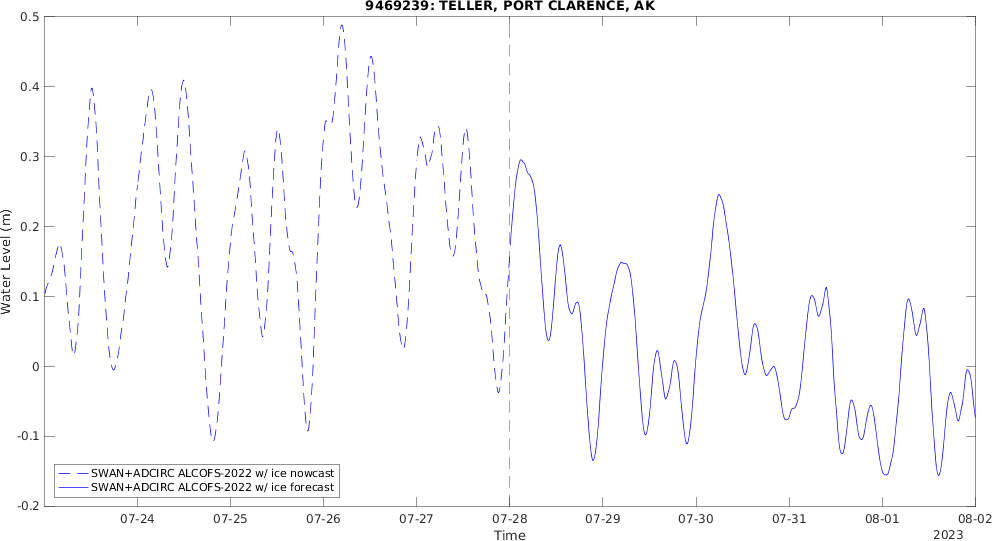 9469239: TELLER, PORT CLARENCE, AK
0.5
0.4
0.3
0.2
0.1
0
-0.1
-0.2
Water Level (m)
SWAN+ADCIRC ALCOFS-2022 w/ ice nowcast
SWAN+ADCIRC ALCOFS-2022 w/ ice forecast
07-24 07-25 07-26 07-27 07-28 07-29 07-30 07-31 08-01 08-02
Time
2023